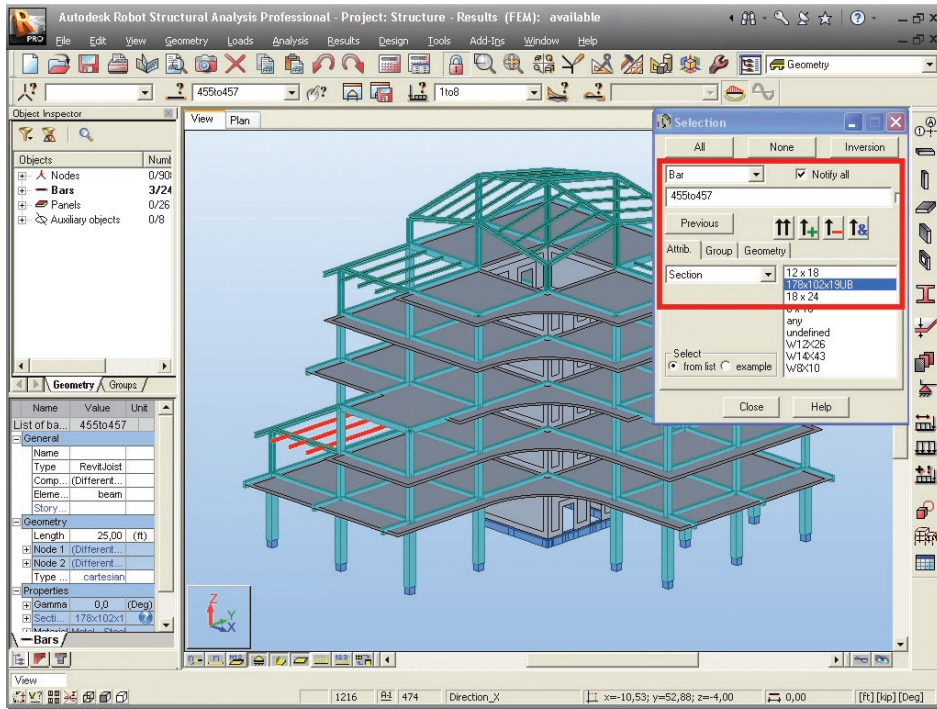 Autodesk Robot Structural Analysis Professional - Project: Structure - Results (FEM): available
PRO File Edit View Geometry Loads Analysis Results Design Tools Add-Ins Window Help
Geometry
455to457 1to8
Object Inspector
View Plan
Objects Numb
Nodes 0/90
Bars 3/24
Panels 0/26
Auxiliary objects 0/8
Geometry Groups
Selection
All None Inversion
Bar Notify all
455to457
Previous
Attrib. Group Geometry
Section
12 x 18
178x102x19UB
18 x 24
any
undefined
W12X26
W14X43
W8X10
Select
from list example
Close Help
Name Value Unit
List of ba... 455to457
General
Name
Type RevitJoist
Comp... (Different...
Eleme... beam
Story...
Geometry
Length 25,00 (ft)
Node 1 (Different...
Node 2 (Different...
Type ... cartesian
Properties
Gamma 0,0 (Deg)
Secti... 178x102x1
Bars
Z
Y
X
View
1216 474 Direction_X x=-10,53; y=52,88; z=-4,00 0,00 [ft] [kip] [Deg]